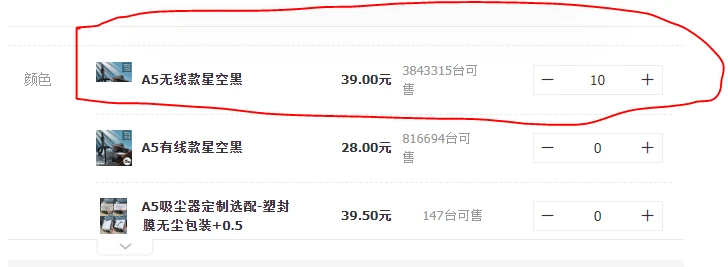 颜色
A5无线款星空黑 39.00元 3843315台可
售 — 10 +
A5有线款星空黑 28.00元 816694台可
售 — 0 +
A5吸尘器定制选配-塑封
膜无尘包装+0.5 39.50元 147台可售 — 0 +